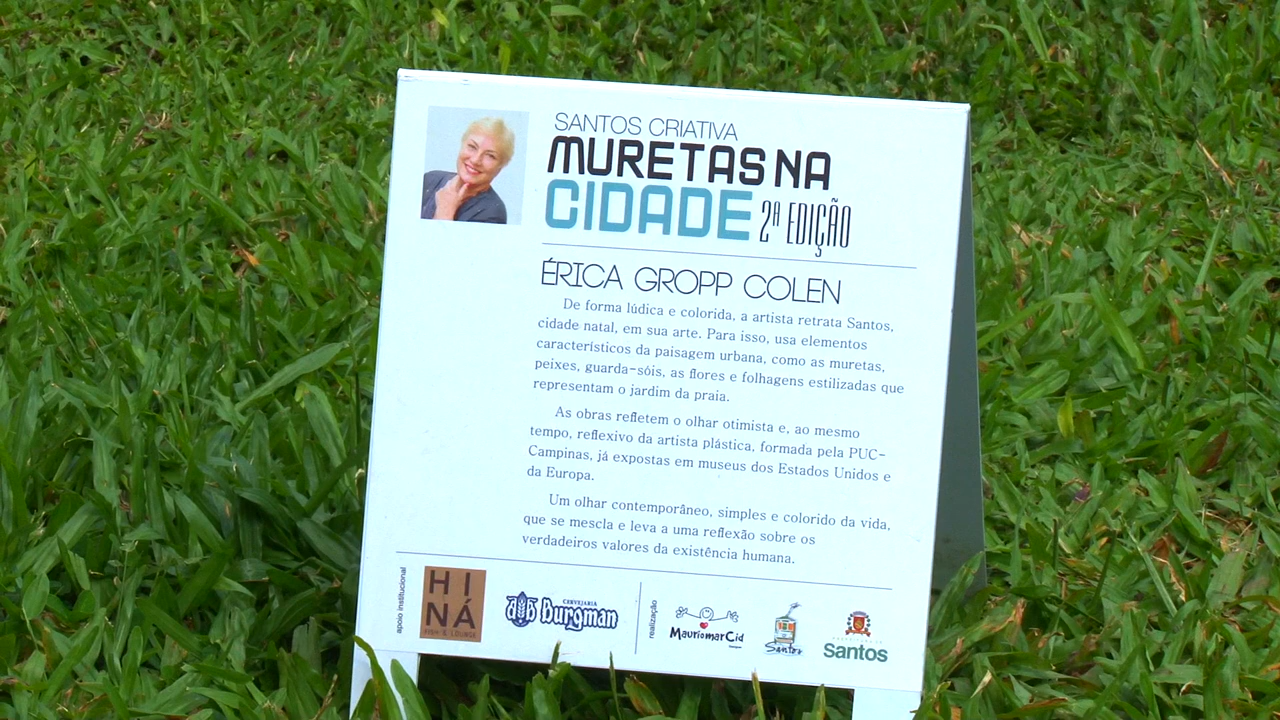 SANTOS CRIATIVA
MURETAS NA
CIDADE 2ª EDIÇÃO
ÉRICA GROPP COLEN
De forma lúdica e colorida, a artista retrata Santos,
cidade natal, em sua arte. Para isso, usa elementos
característicos da paisagem urbana, como as muretas,
peixes, guarda-sóis, as flores e folhagens estilizadas que
representam o jardim da praia.
As obras refletem o olhar otimista e, ao mesmo
tempo, reflexivo da artista plástica, formada pela PUC-
Campinas, já expostas em museus dos Estados Unidos e
da Europa.
Um olhar contemporâneo, simples e colorido da vida,
que se mescla e leva a uma reflexão sobre os
verdadeiros valores da existência humana.
apoio institucional
HI
NÁ
CERVEJARIA
Burgman
realização
MauriomarCid
Santos
Santos